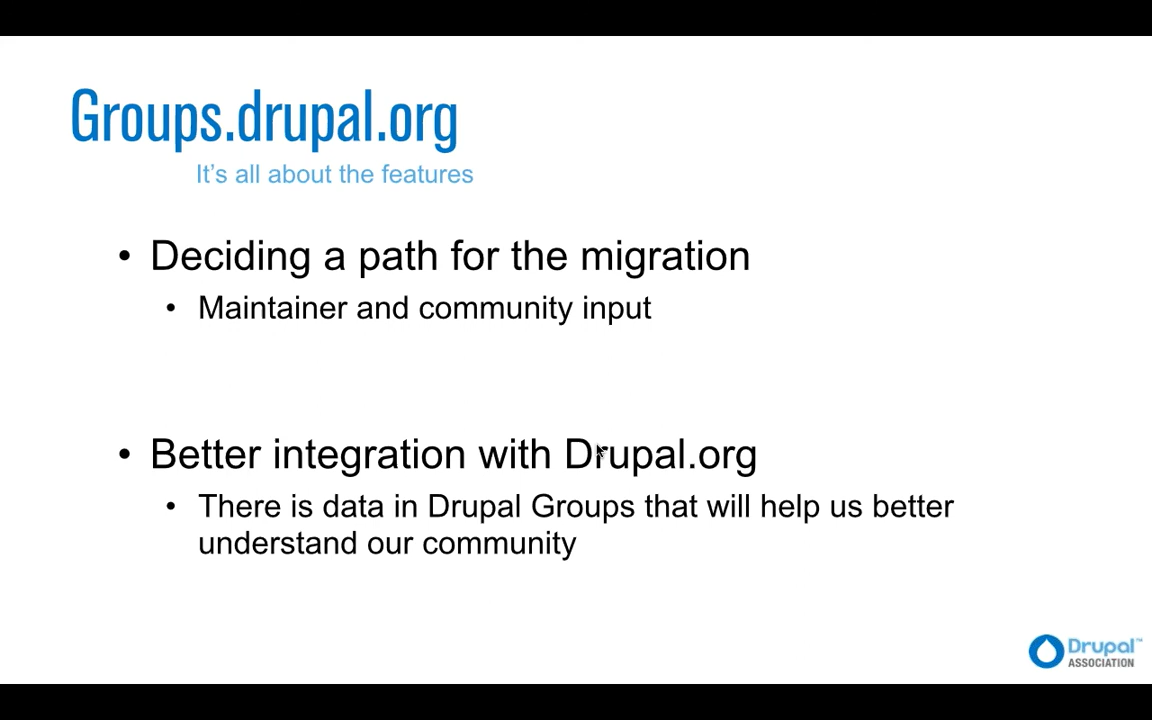 Groups.drupal.org
It's all about the features
• Deciding a path for the migration
• Maintainer and community input
• Better integration with Drupal.org
• There is data in Drupal Groups that will help us better
understand our community
Drupal™
ASSOCIATION